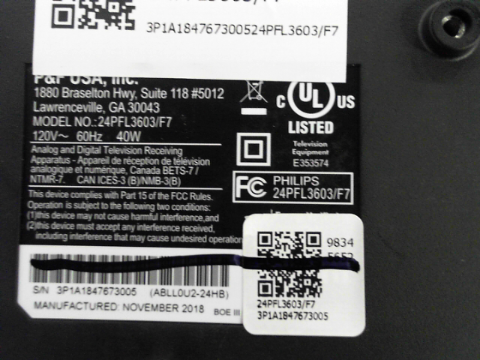 3P1A184767300524PFL3603/F7
P&F USA, Inc.
1880 Braselton Hwy, Suite 118 #5012
Lawrenceville, GA 30043
MODEL NO.:24PFL3603/F7
120V~ 60Hz 40W
Analog and Digital Television Receiving
Apparatus - Appareil de réception de télévision
analogique et numérique, Canada BETS-7 /
NTMR-7. CAN ICES-3 (B)/NMB-3(B)
This device complies with Part 15 of the FCC Rules.
Operation is subject to the following two conditions:
(1)this device may not cause harmful interference,and
(2)this device must accept any interference received,
including interference that may cause undesired operation.
C UL US
LISTED
Television
Equipment
E353574
FC PHILIPS
24PFL3603/F7
S/N 3P1A1847673005 (ABLL0U2-24HB)
MANUFACTURED: NOVEMBER 2018 BOE III
9834
24PFL3603/F7
3P1A1847673005